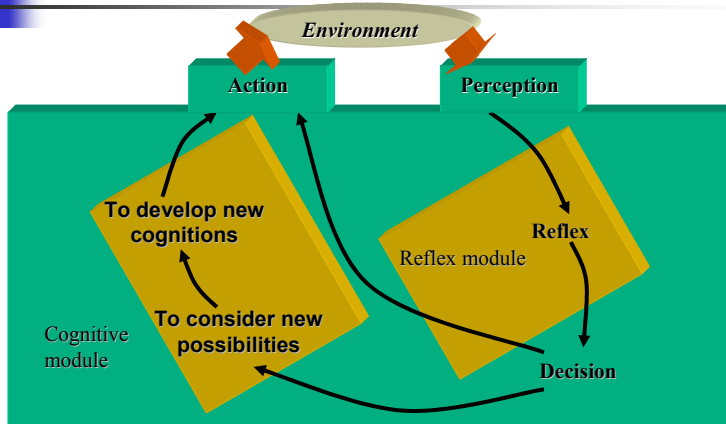 Environment
Action
Perception
To develop new
cognitions
Reflex
Reflex module
To consider new
possibilities
Cognitive
module
Decision